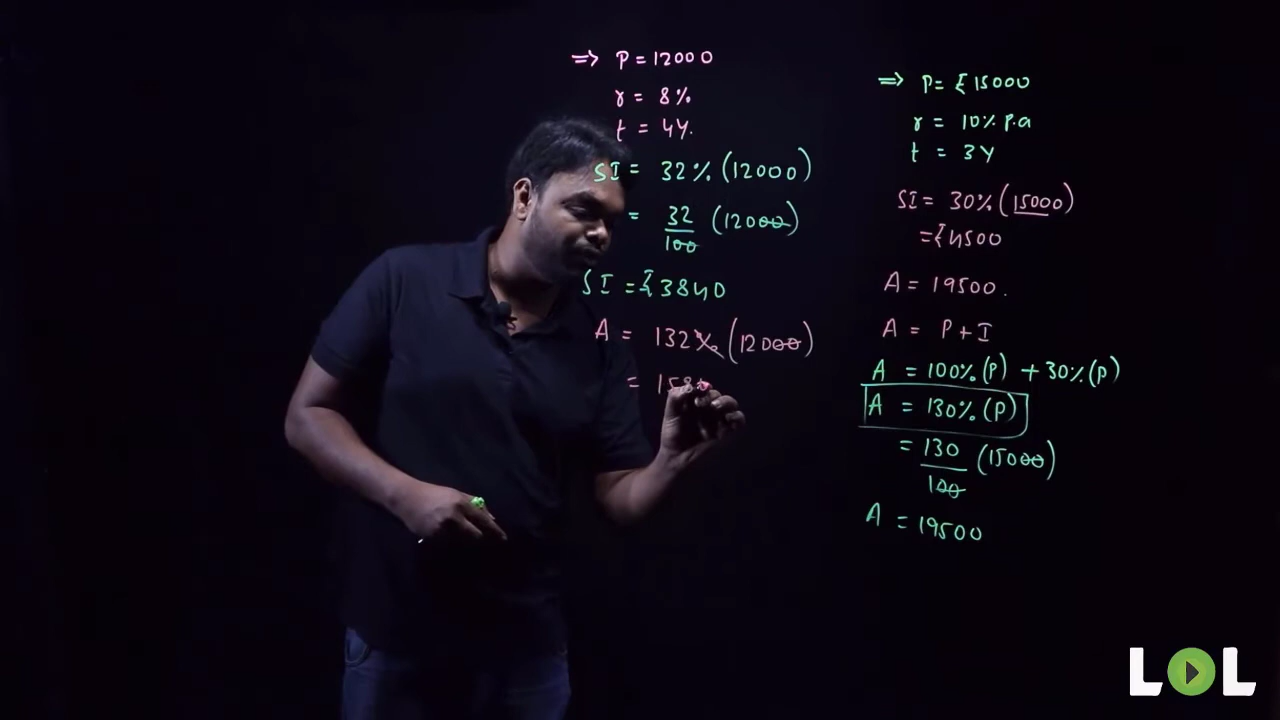 ⇒ P = 12000
r = 8%
t = 4Y.
SI = 32% (12000)
= 32/100 (12000)
SI = ₹3840
A = 132% (12000)
= 158
⇒ P = ₹15000
r = 10% P.a
t = 3Y
SI = 30% (15000)
= ₹4500
A = 19500.
A = P + I
A = 100% (P) + 30% (P)
A = 130% (P)
= 130/100 (15000)
A = 19500
LOL